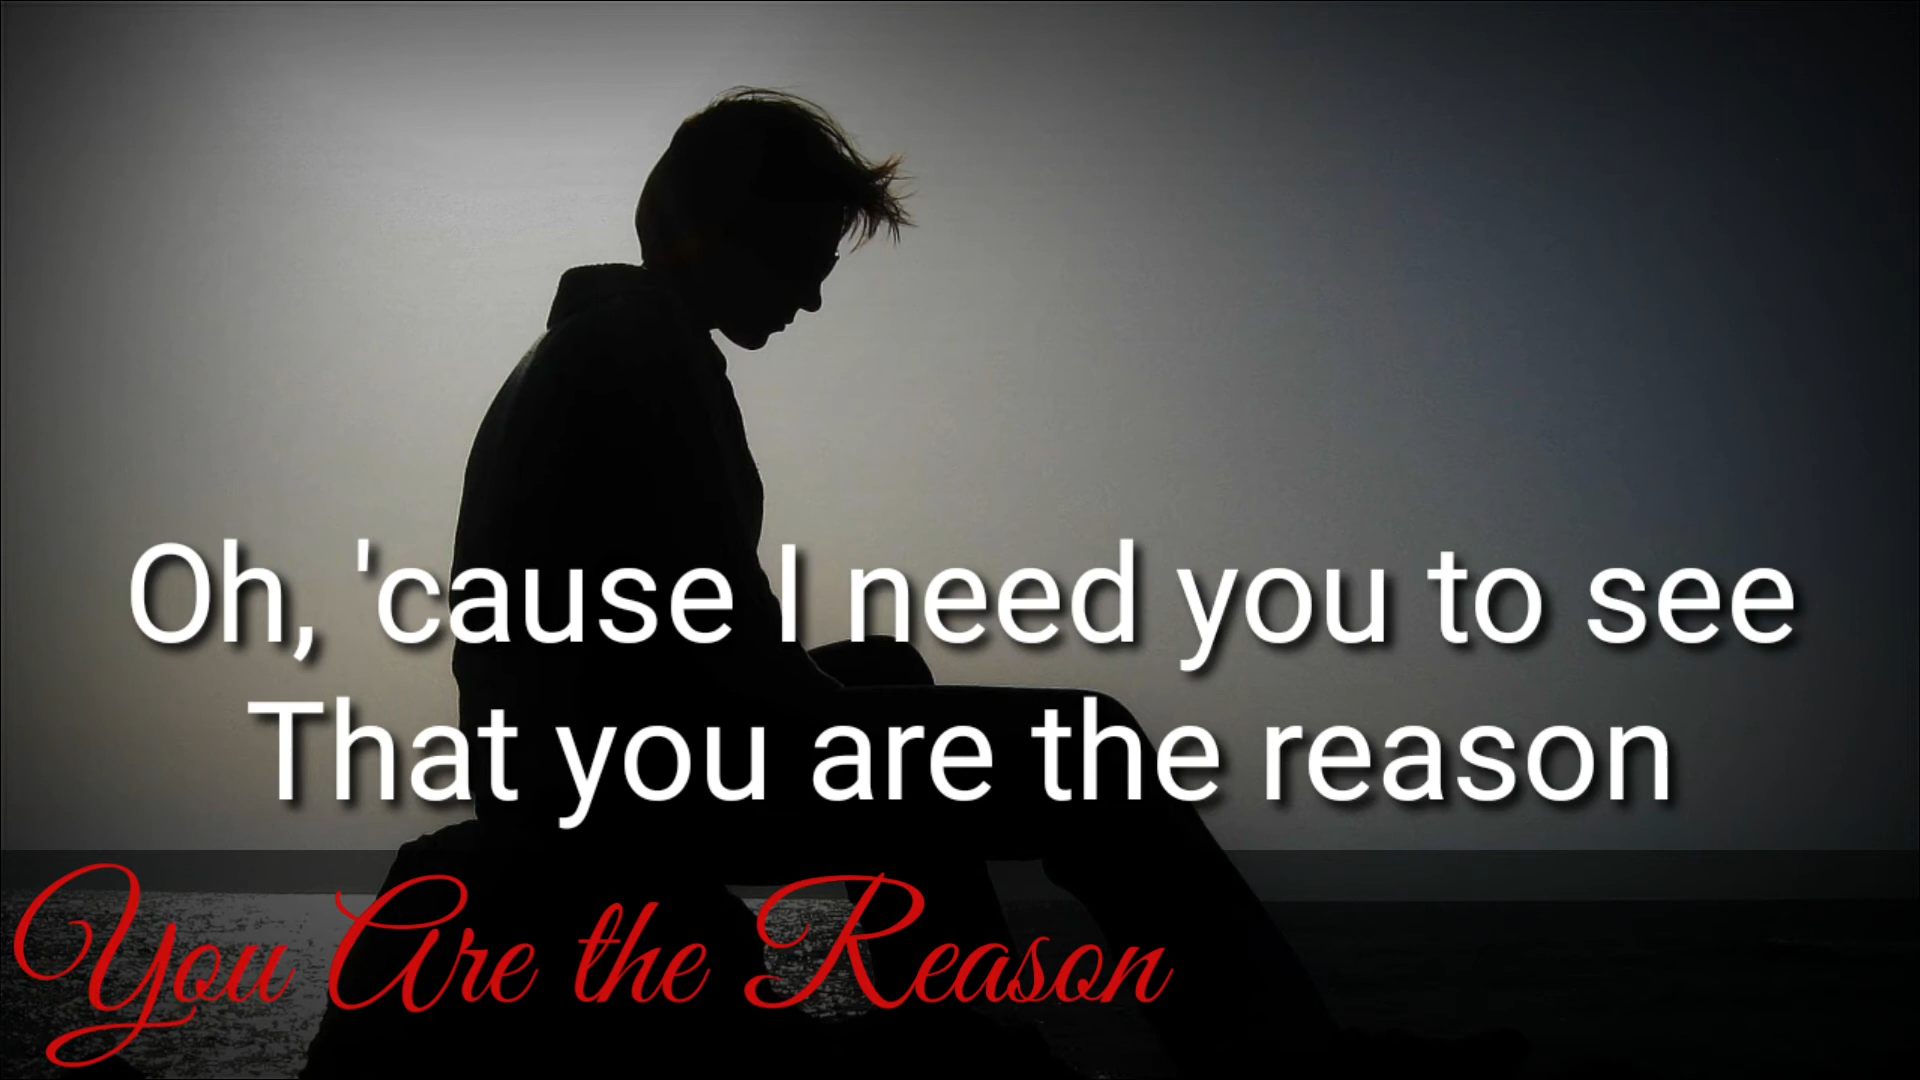 Oh, 'cause I need you to see
That you are the reason
You Are the Reason